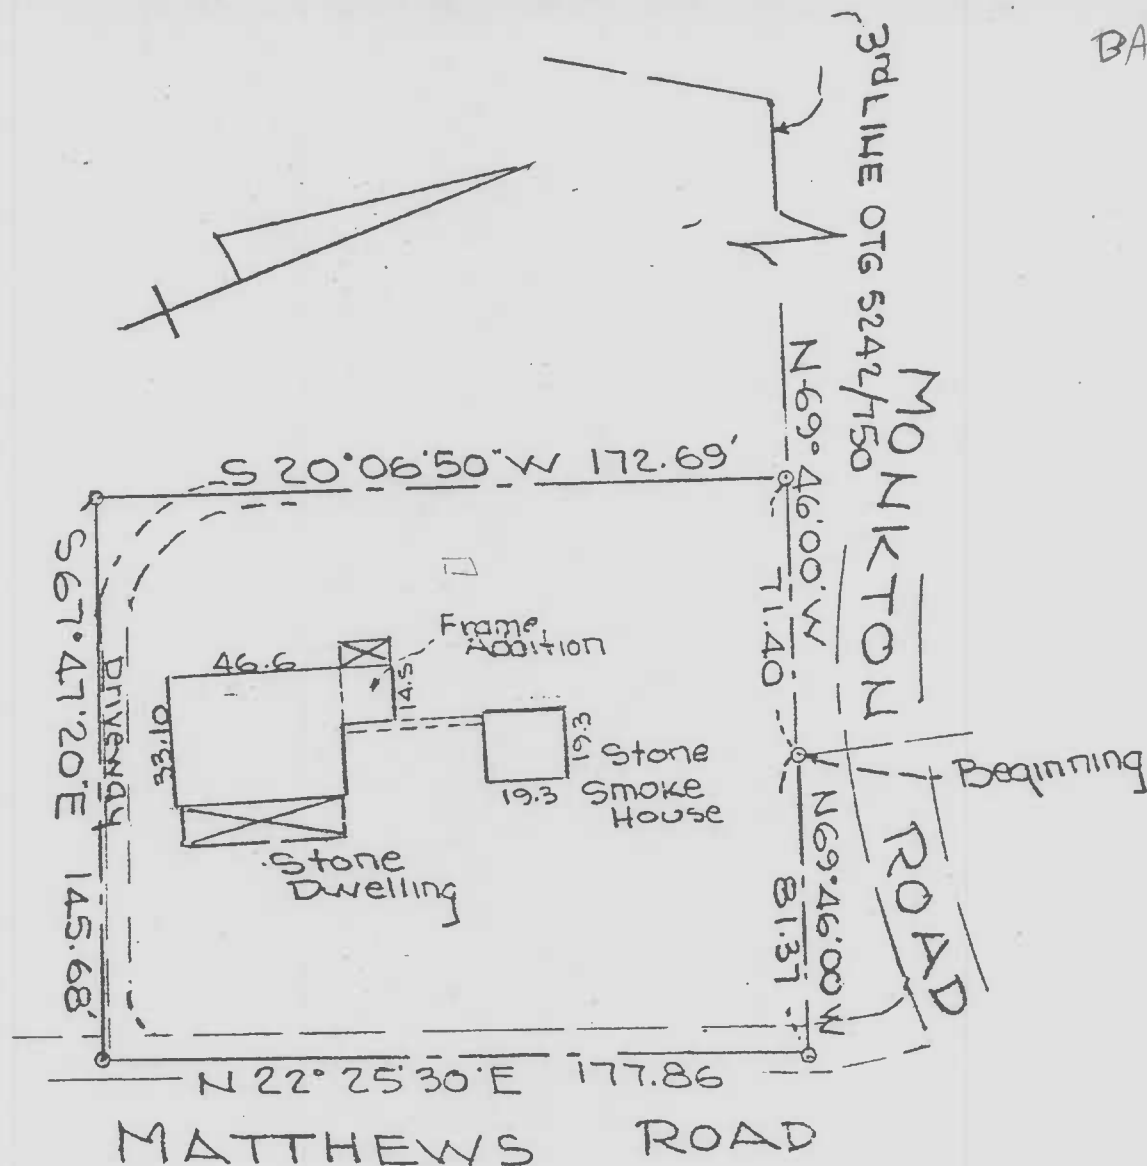 BA
3rd LINE OTG 5242/750
MONKTON
ROAD
N 69° 46' 00" W
71.40
S 20° 06' 50" W 172.69'
S 67° 47' 20" E 145.68'
Driveway
Frame
Addition
46.6
14.5
33.10
19.3
19.3
Stone
Smoke
House
Stone
Dwelling
Beginning
N 69° 46' 00 W
81.37
N 22° 25' 30' E 177.86
MATTHEWS ROAD